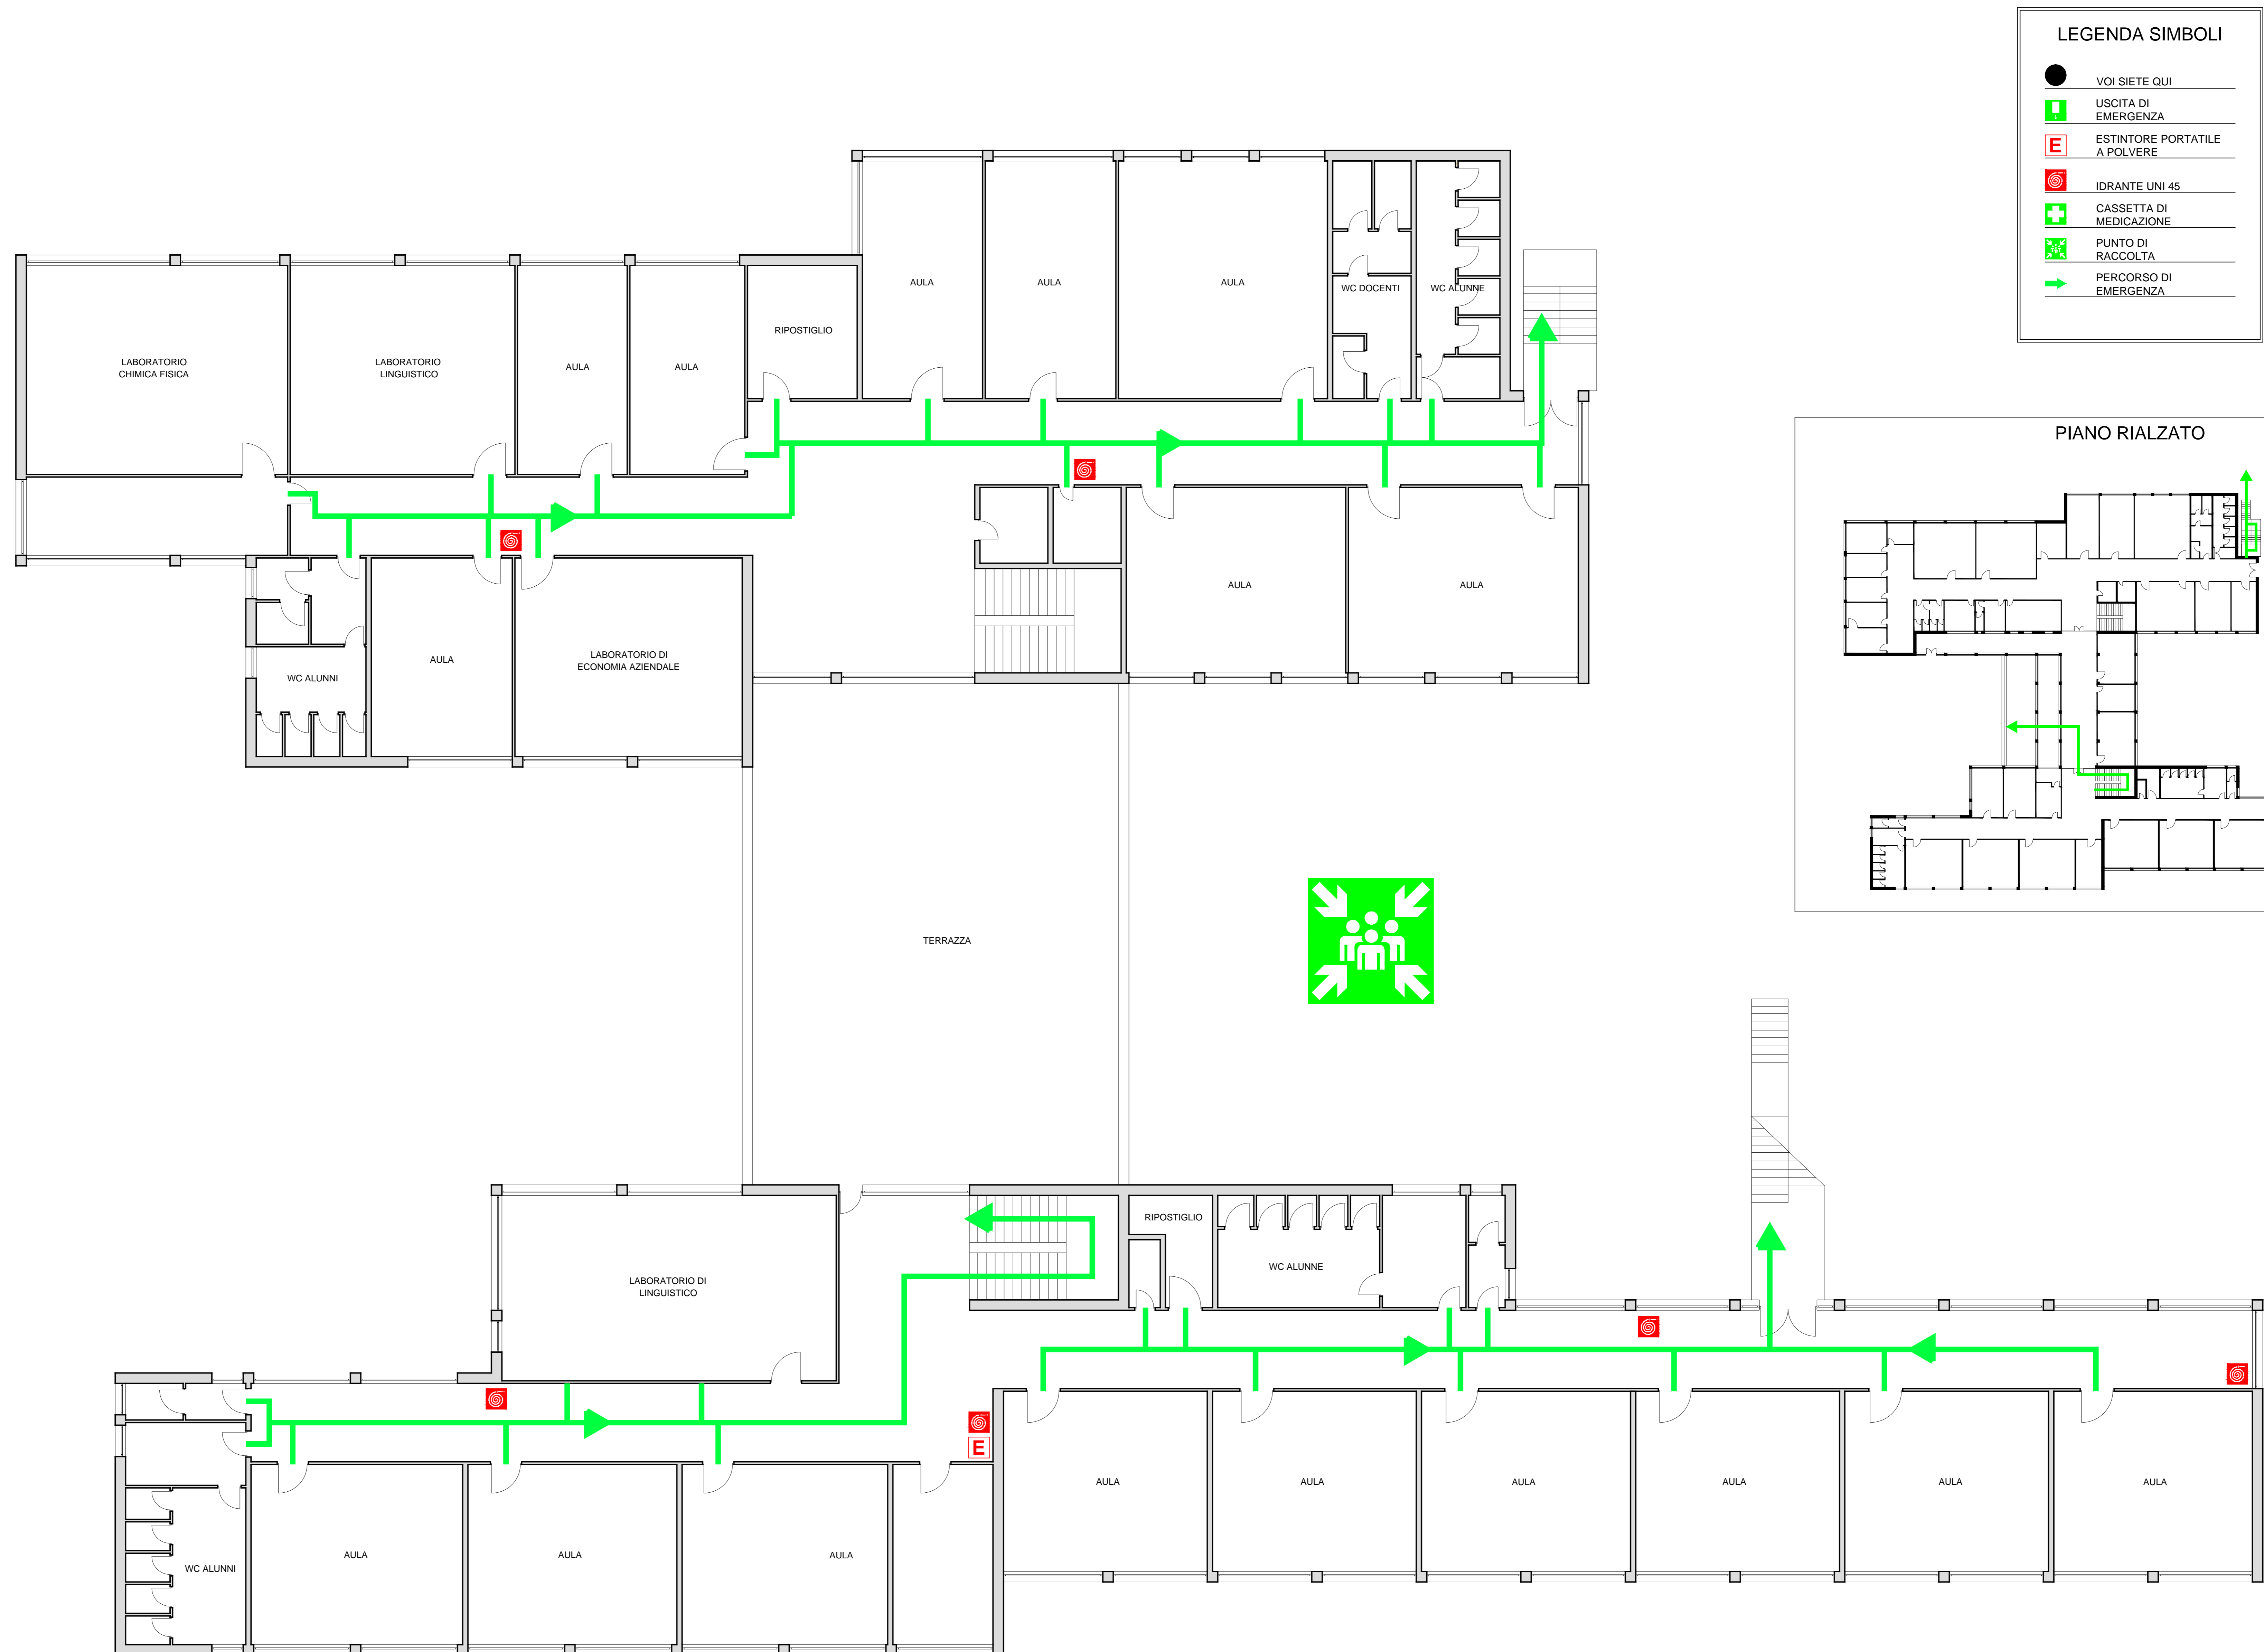 LEGENDA SIMBOLI
VOI SIETE QUI
USCITA DI
EMERGENZA
E
ESTINTORE PORTATILE
A POLVERE
IDRANTE UNI 45
CASSETTA DI
MEDICAZIONE
PUNTO DI
RACCOLTA
PERCORSO DI
EMERGENZA
PIANO RIALZATO
AULA
AULA
AULA
WC DOCENTI
WC ALUNNE
RIPOSTIGLIO
LABORATORIO
CHIMICA FISICA
LABORATORIO
LINGUISTICO
AULA
AULA
AULA
AULA
AULA
LABORATORIO DI
ECONOMIA AZIENDALE
WC ALUNNI
TERRAZZA
RIPOSTIGLIO
WC ALUNNE
LABORATORIO DI
LINGUISTICO
E
AULA
AULA
AULA
AULA
AULA
AULA
AULA
AULA
AULA
WC ALUNNI